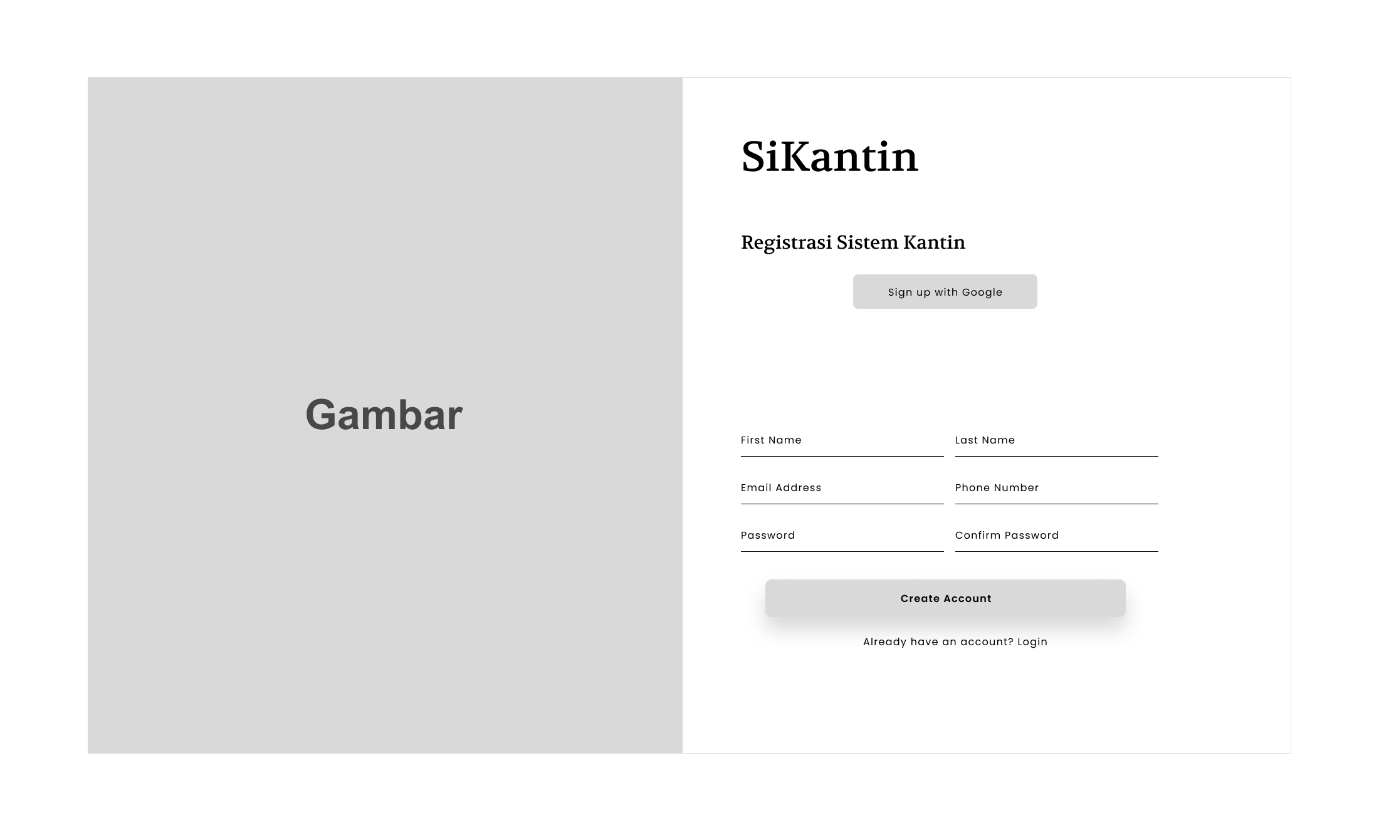 Gambar
SiKantin
Registrasi Sistem Kantin
Sign up with Google
First Name
Last Name
Email Address
Phone Number
Password
Confirm Password
Create Account
Already have an account? Login